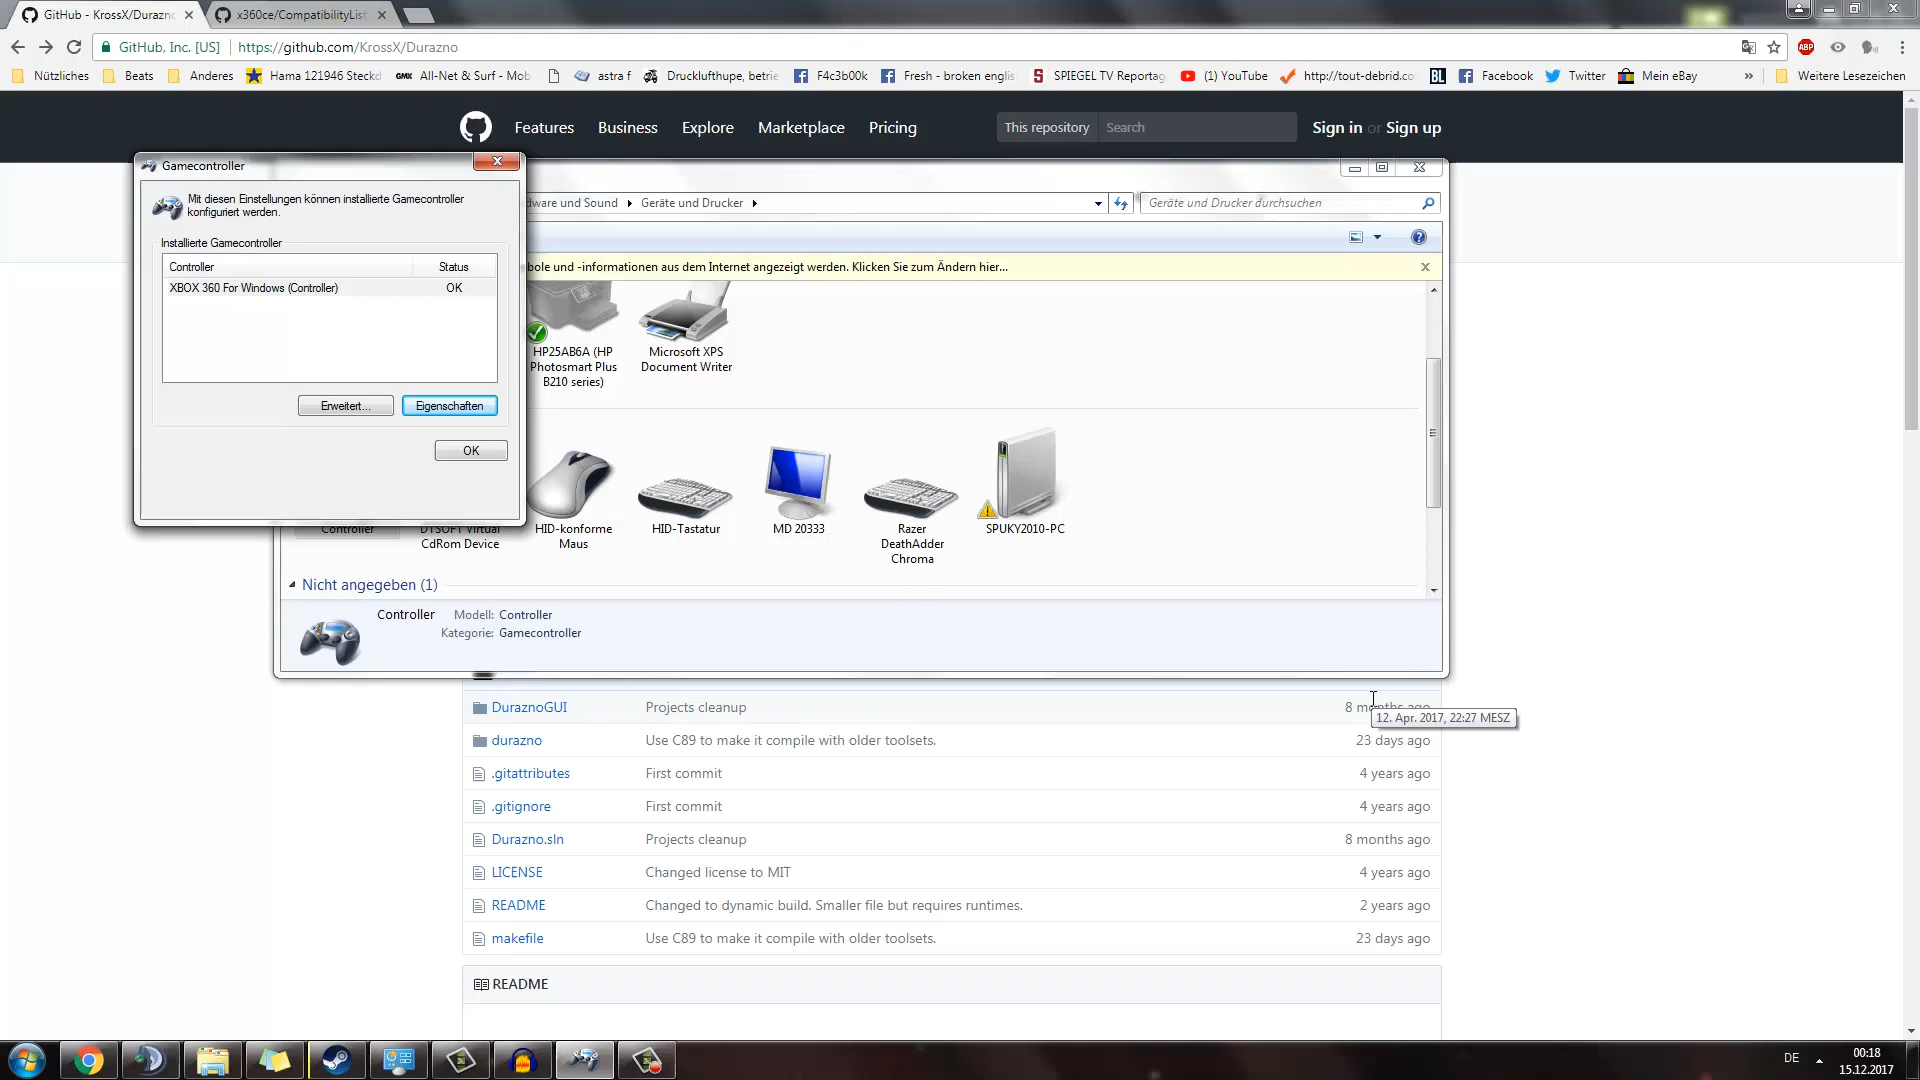 GitHub - KrossX/Durazno
x360ce/CompatibilityList
GitHub, Inc. [US]
https://github.com/KrossX/Durazno
ABP
Nützliches
Beats
Anderes
Hama 121946 Steckd
GMX
All-Net & Surf - Mob
astra f
Drucklufthupe, betrie
F4c3b00k
Fresh - broken englis
SPIEGEL TV Reportag
(1) YouTube
http://tout-debrid.co
BL
Facebook
Twitter
Mein eBay
»
Weitere Lesezeichen
Features
Business
Explore
Marketplace
Pricing
This repository
Search
Sign in or Sign up
Gamecontroller
Mit diesen Einstellungen können installierte Gamecontroller
konfiguriert werden.
Installierte Gamecontroller
Controller
Status
XBOX 360 For Windows (Controller)
OK
Erweitert...
Eigenschaften
OK
dware und Sound
Geräte und Drucker
Geräte und Drucker durchsuchen
bole und -informationen aus dem Internet angezeigt werden. Klicken Sie zum Ändern hier...
HP25AB6A (HP
Photosmart Plus
B210 series)
Microsoft XPS
Document Writer
Controller
DTSOFT Virtual
CdRom Device
HID-konforme
Maus
HID-Tastatur
MD 20333
Razer
DeathAdder
Chroma
SPUKY2010-PC
Nicht angegeben (1)
Controller
Modell: Controller
Kategorie: Gamecontroller
DuraznoGUI
Projects cleanup
8 months ago
12. Apr. 2017, 22:27 MESZ
durazno
Use C89 to make it compile with older toolsets.
23 days ago
.gitattributes
First commit
4 years ago
.gitignore
First commit
4 years ago
Durazno.sln
Projects cleanup
8 months ago
LICENSE
Changed license to MIT
4 years ago
README
Changed to dynamic build. Smaller file but requires runtimes.
2 years ago
makefile
Use C89 to make it compile with older toolsets.
23 days ago
README
DE
00:18
15.12.2017